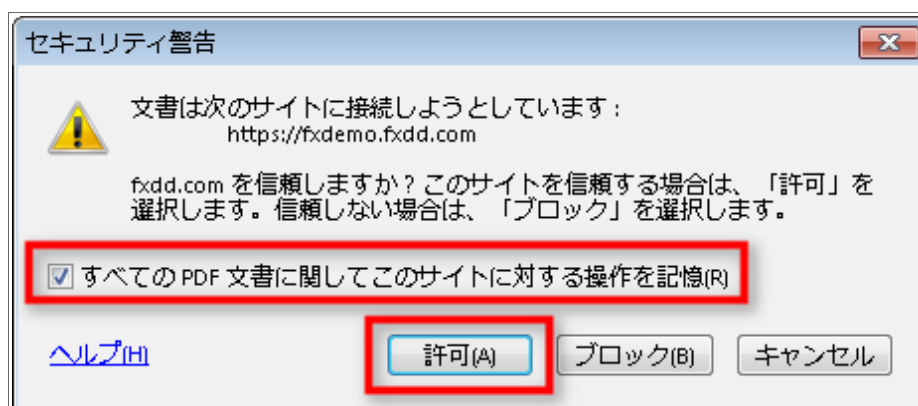 セキュリティ警告
文書は次のサイトに接続しようとしています：
https://fxdemo.fxdd.com
fxdd.com を信頼しますか？このサイトを信頼する場合は、「許可」を
選択します。信頼しない場合は、「ブロック」を選択します。
すべての PDF 文書に関してこのサイトに対する操作を記憶(R)
ヘルプ(H) 許可(A) ブロック(B) キャンセル